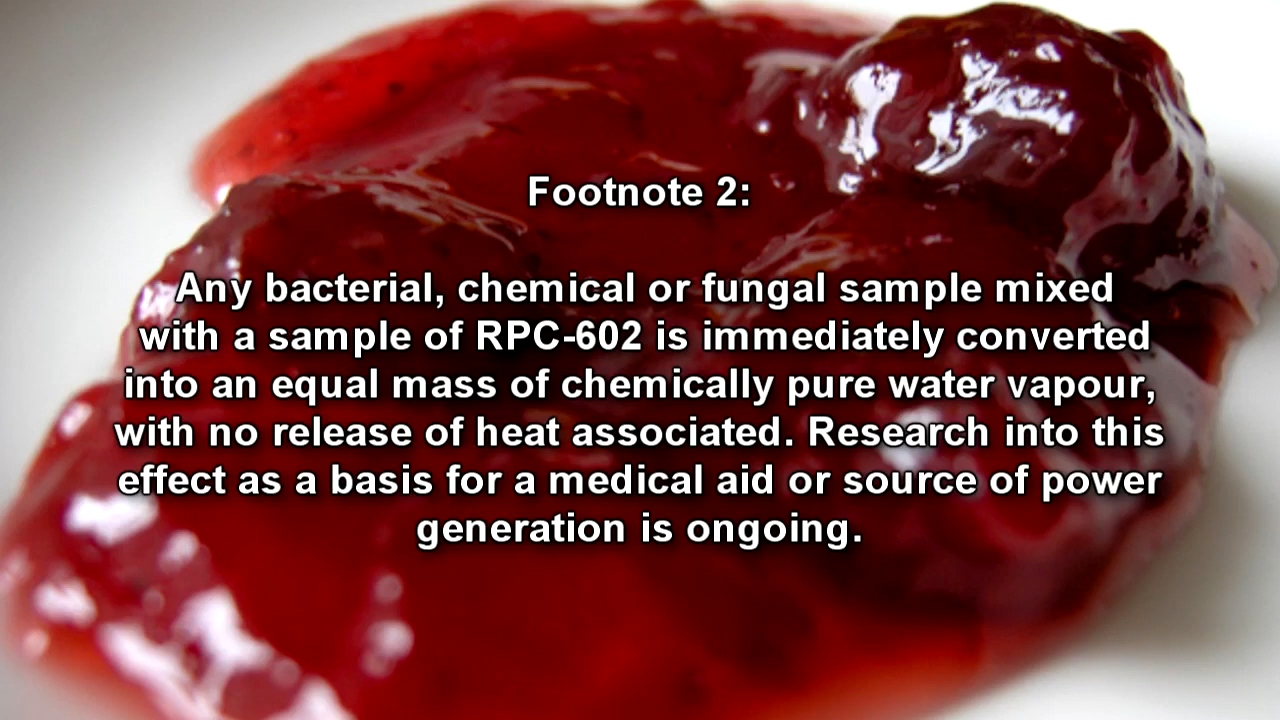 Footnote 2:
Any bacterial, chemical or fungal sample mixed
with a sample of RPC-602 is immediately converted
into an equal mass of chemically pure water vapour,
with no release of heat associated. Research into this
effect as a basis for a medical aid or source of power
generation is ongoing.